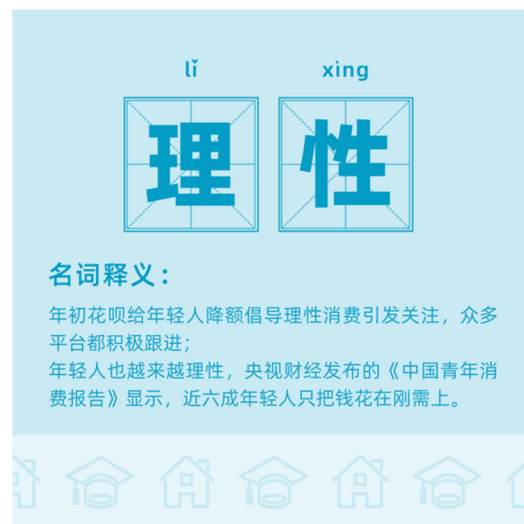 lǐ xìng
理性
名词释义：
年初花呗给年轻人降额倡导理性消费引发关注，众多
平台都积极跟进；
年轻人也越来越理性，央视财经发布的《中国青年消
费报告》显示，近六成年轻人只把钱花在刚需上。